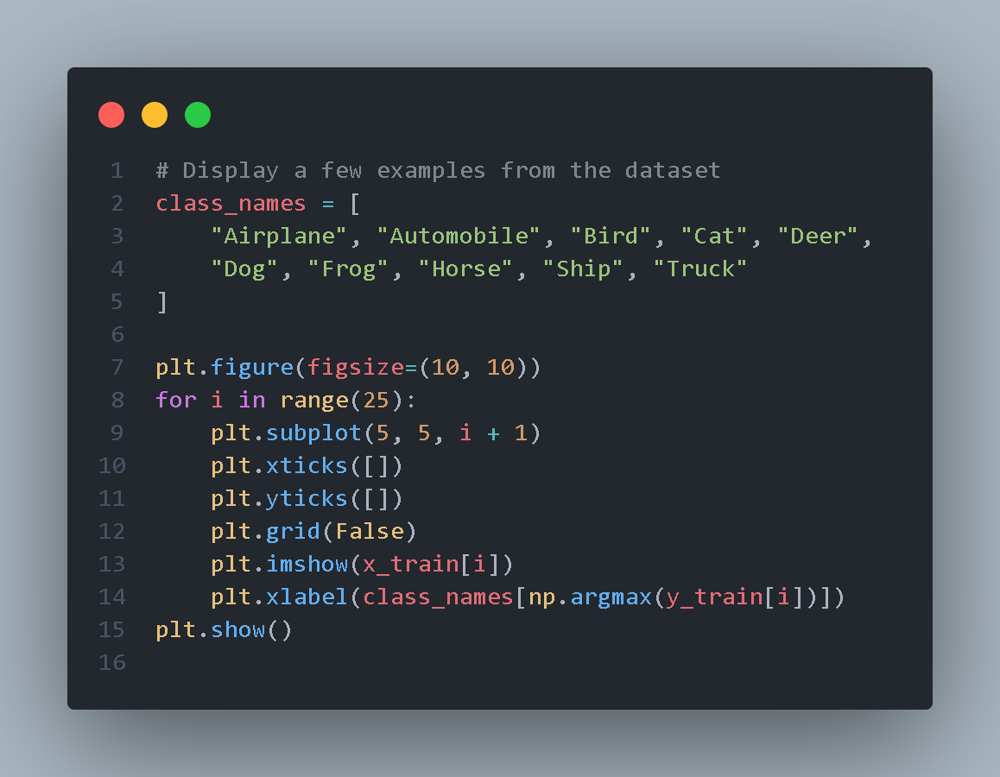 1 # Display a few examples from the dataset
2 class_names = [
3     "Airplane", "Automobile", "Bird", "Cat", "Deer",
4     "Dog", "Frog", "Horse", "Ship", "Truck"
5 ]
6
7 plt.figure(figsize=(10, 10))
8 for i in range(25):
9     plt.subplot(5, 5, i + 1)
10     plt.xticks([])
11     plt.yticks([])
12     plt.grid(False)
13     plt.imshow(x_train[i])
14     plt.xlabel(class_names[np.argmax(y_train[i])])
15 plt.show()
16